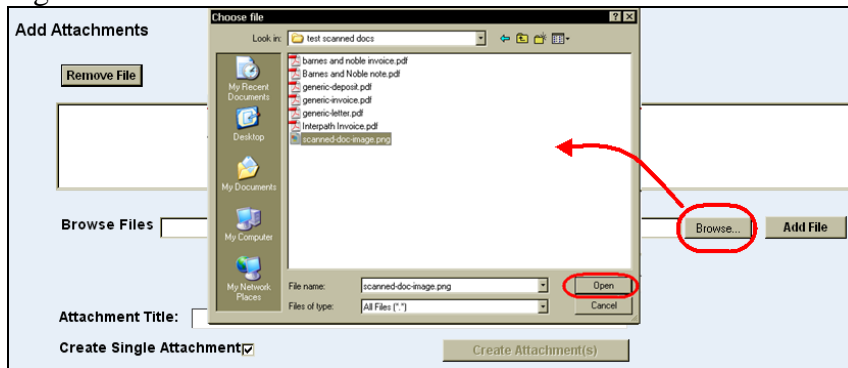 Choose file
Add Attachments
Look in: test scanned docs
Remove File
My Recent Documents
Desktop
My Documents
My Computer
My Network Places
barnes and noble invoice.pdf
Barnes and Noble note.pdf
generic-deposit.pdf
generic-invoice.pdf
generic-letter.pdf
Interpath Invoice.pdf
scanned-doc-image.png
Browse Files Browse... Add File
File name: scanned-doc-image.png Open
Files of type: All Files (*.*) Cancel
Attachment Title:
Create Single Attachment Create Attachment(s)